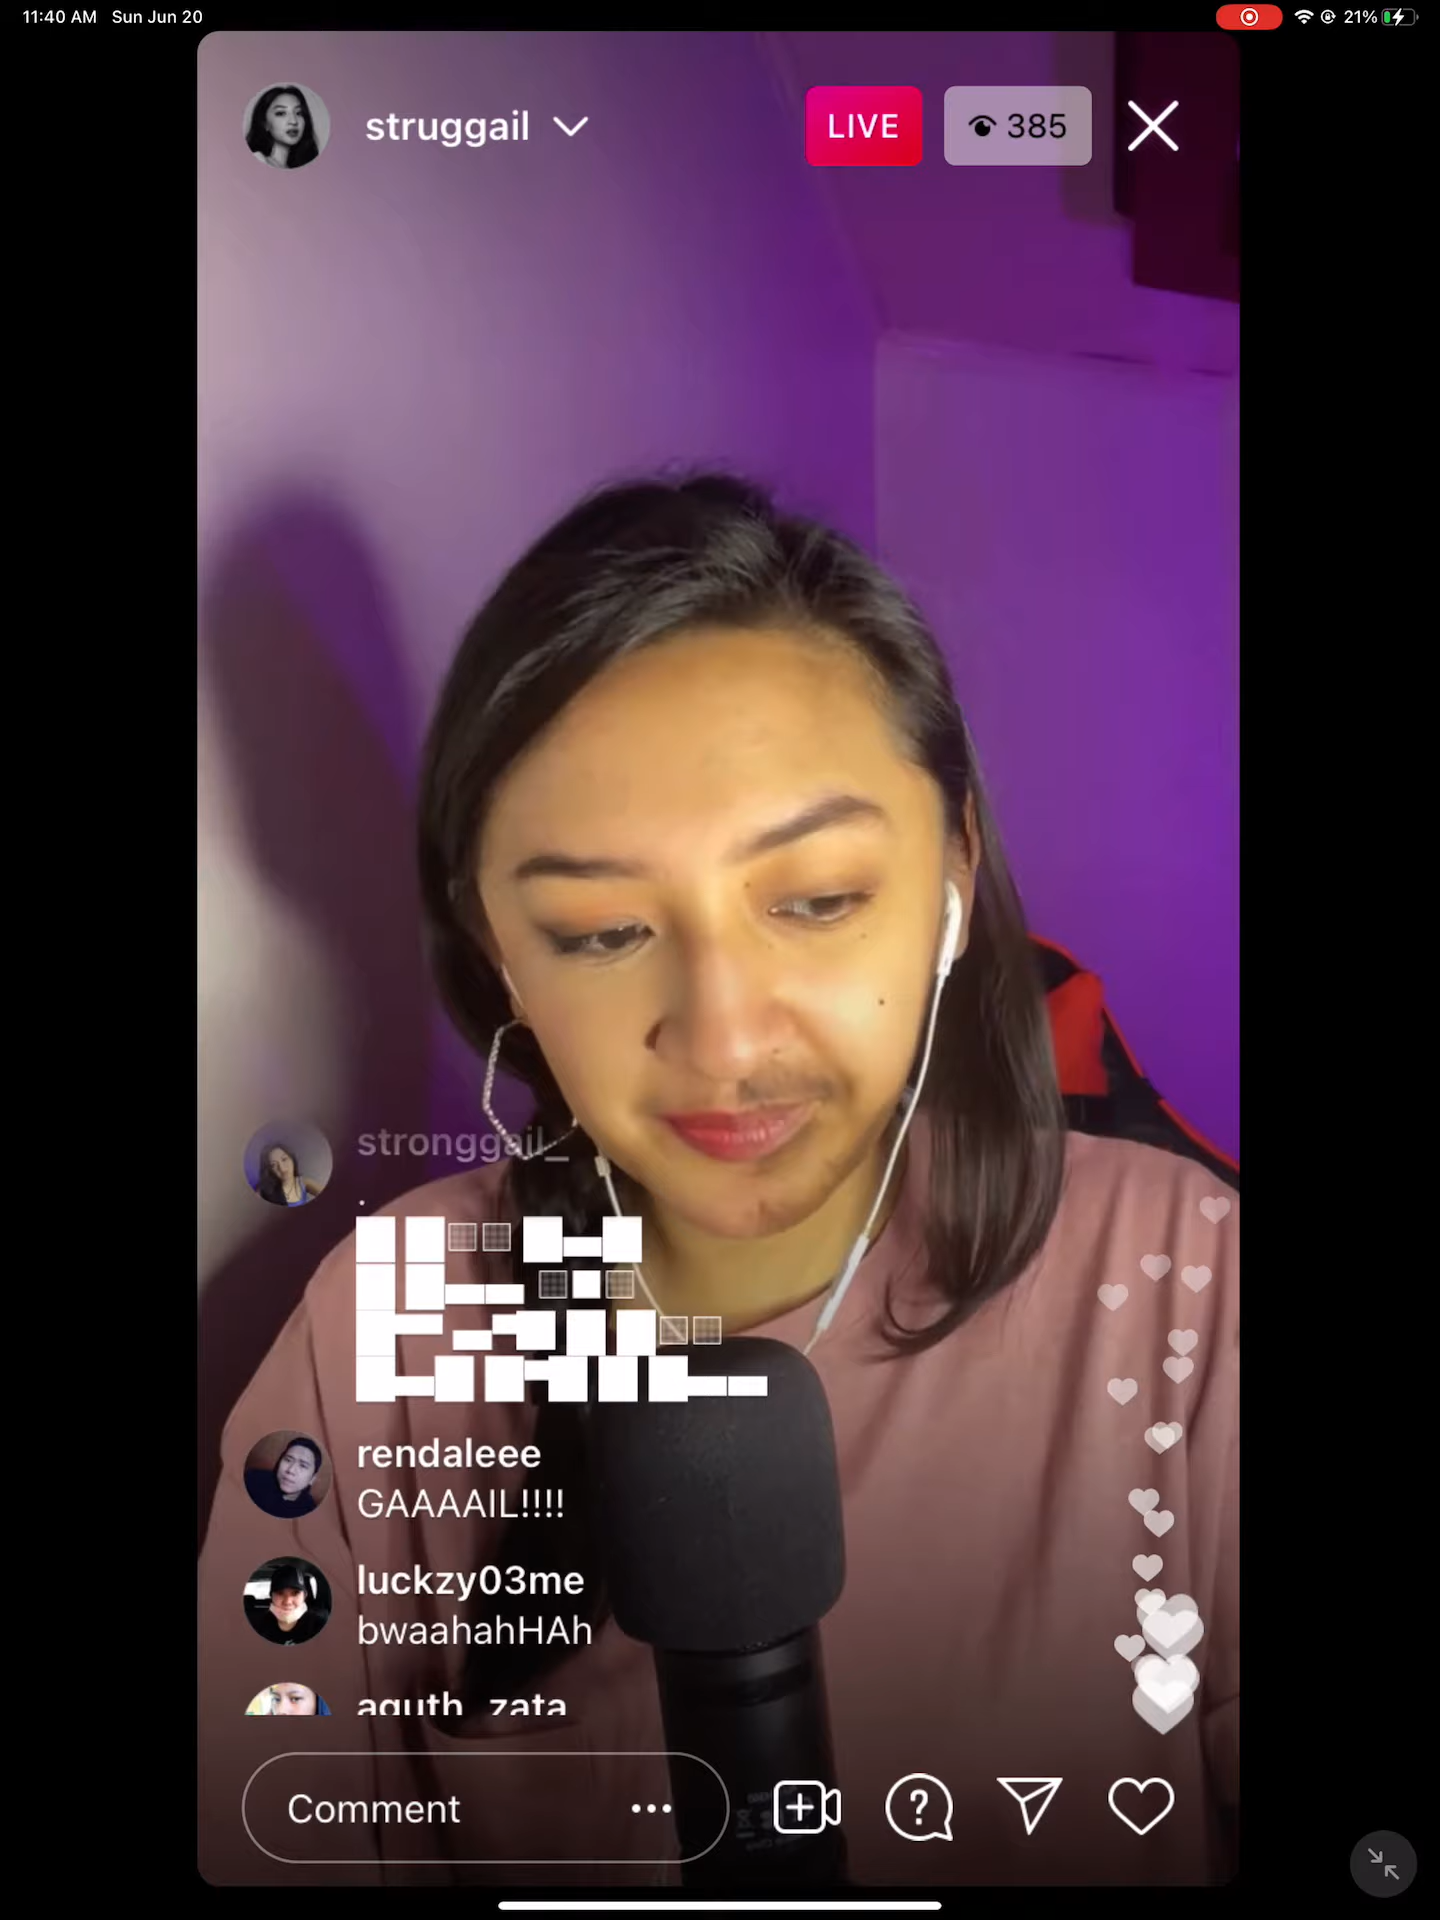 11:40 AM Sun Jun 20
21%
struggail
LIVE
385
stronggail_
.
rendaleee
GAAAAIL!!!!
luckzy03me
bwaahahHAh
aguth_zata
Comment